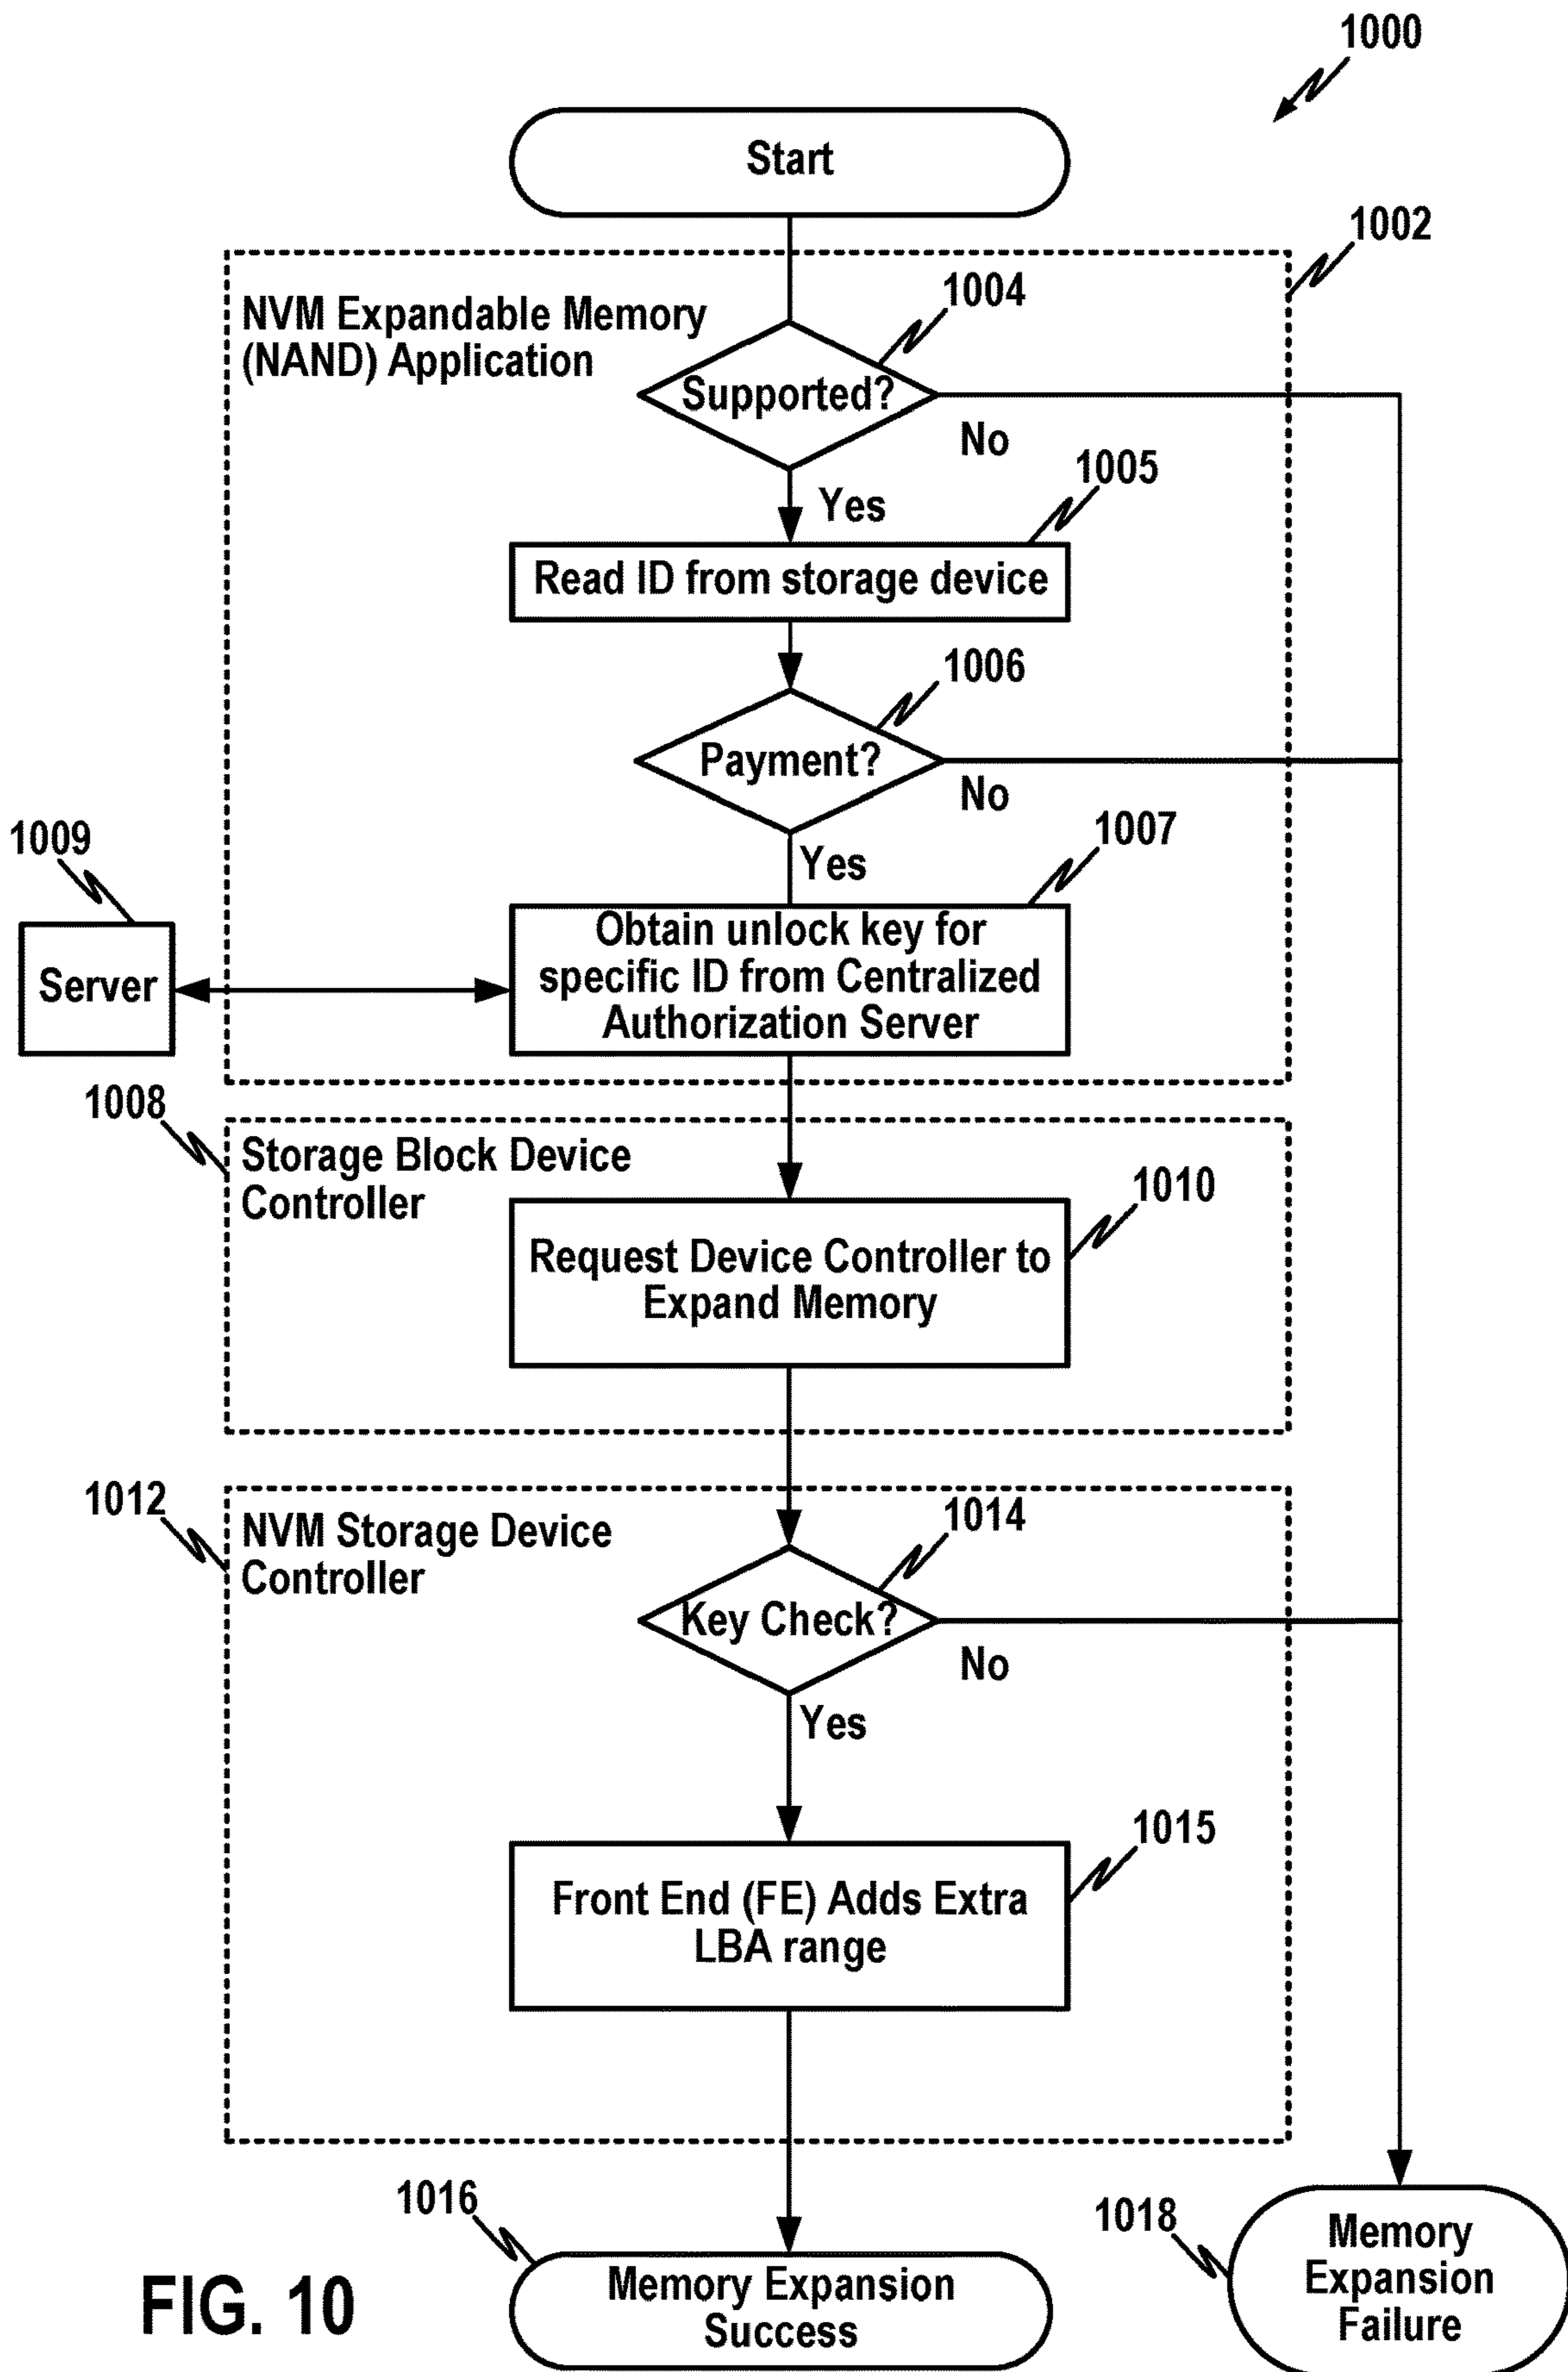 1000
Start
1002
NVM Expandable Memory
(NAND) Application
1004
Supported?
No
Yes
1005
Read ID from storage device
1006
Payment?
No
Yes
1007
1009
Server
Obtain unlock key for
specific ID from Centralized
Authorization Server
1008
Storage Block Device
Controller
1010
Request Device Controller to
Expand Memory
1012
NVM Storage Device
Controller
1014
Key Check?
No
Yes
1015
Front End (FE) Adds Extra
LBA range
1016
Memory Expansion
Success
1018
Memory
Expansion
Failure
FIG. 10